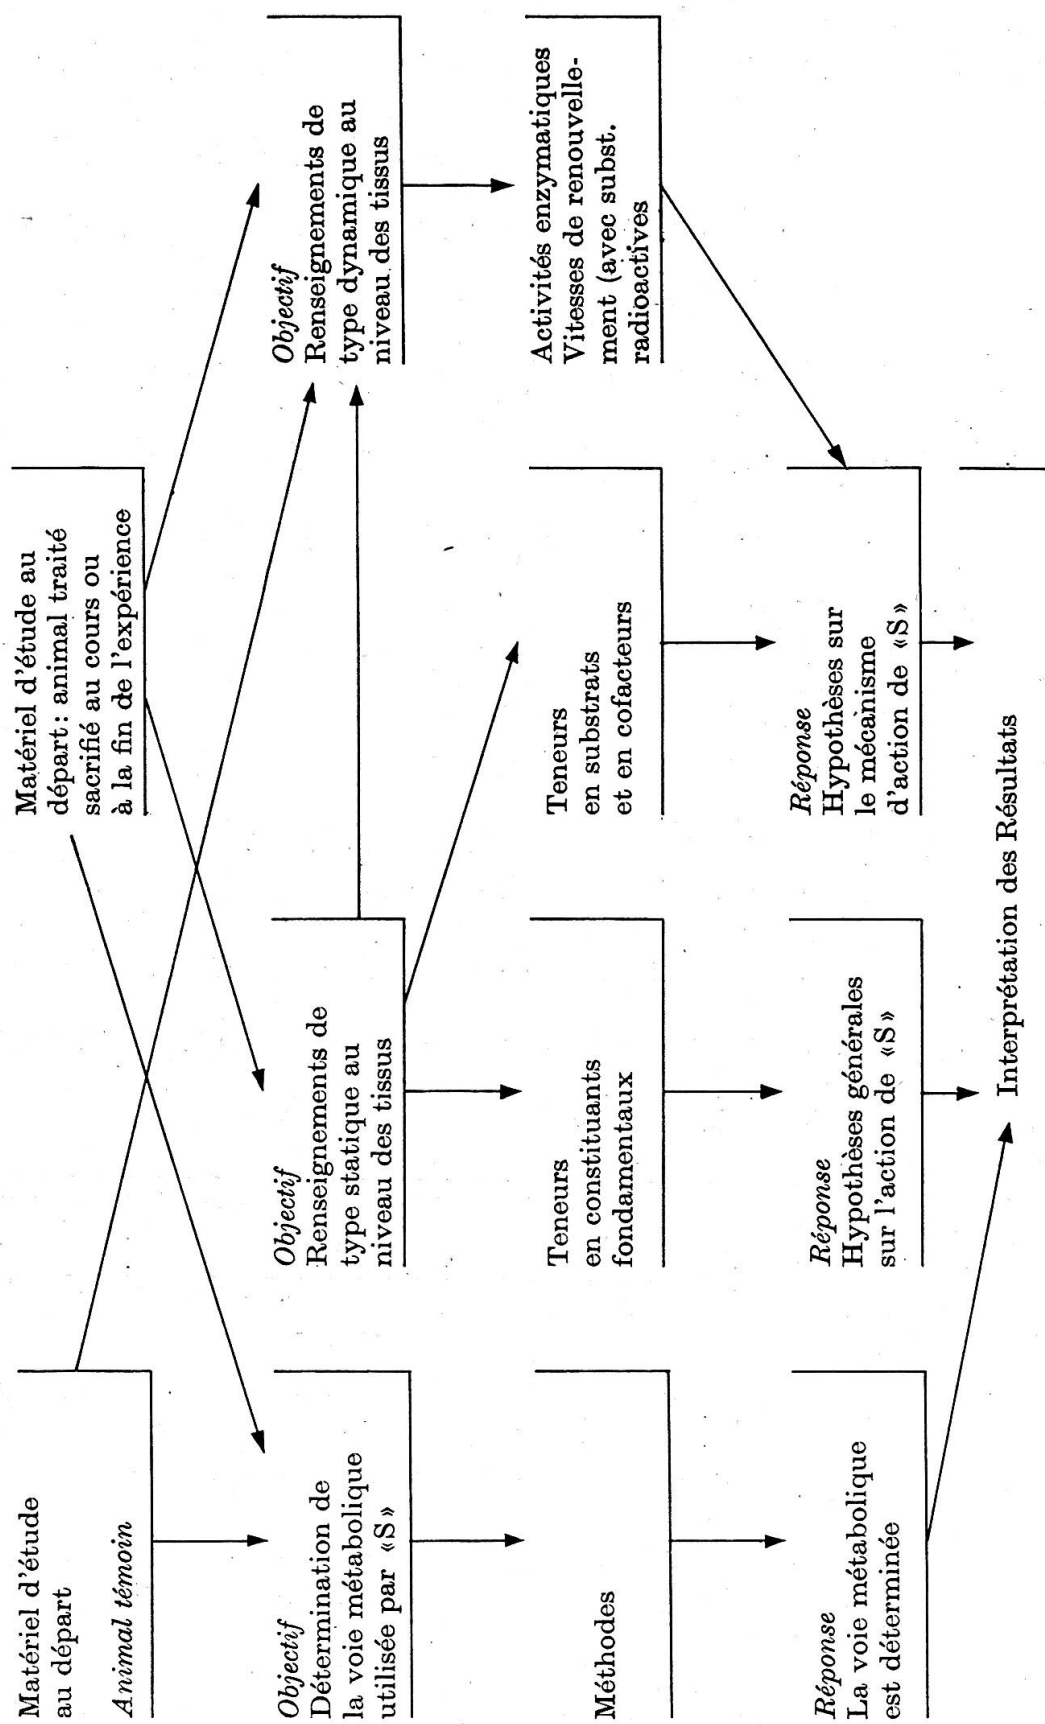 Matériel d'étude
au départ
Animal témoin
Matériel d'étude au
départ: animal traité
sacrifié au cours ou
à la fin de l'expérience
Objectif
Détermination de
la voie métabolique
utilisée par «S»
Objectif
Renseignements de
type statique au
niveau des tissus
Objectif
Renseignements de
type dynamique au
niveau des tissus
Méthodes
Teneurs
en constituants
fondamentaux
Teneurs
en substrats
et en cofacteurs
Activités enzymatiques
Vitesses de renouvelle-
ment (avec subst.
radioactives
Réponse
La voie métabolique
est déterminée
Réponse
Hypothèses générales
sur l'action de «S»
Réponse
Hypothèses sur
le mécanisme
d'action de «S»
Interprétation des Résultats